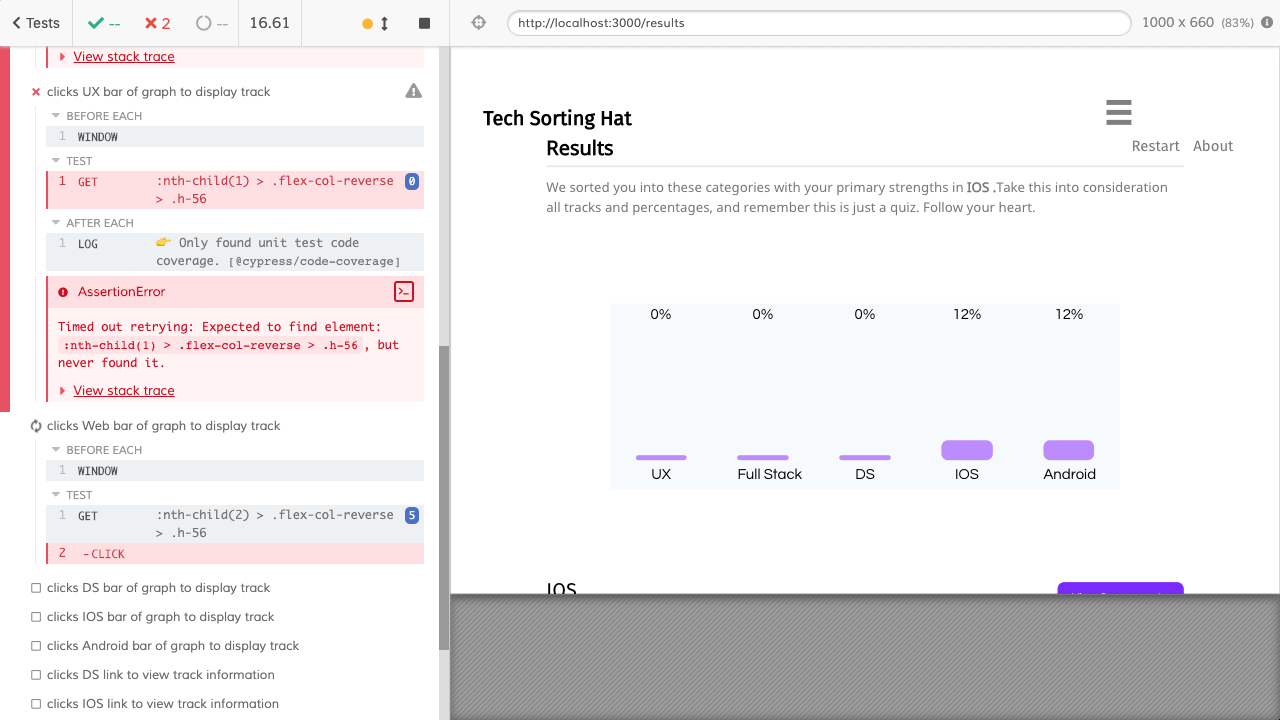 Tests
--
2
--
16.61
http://localhost:3000/results
1000 x 660 (83%)
View stack trace
clicks UX bar of graph to display track
BEFORE EACH
1 WINDOW
TEST
1 GET :nth-child(1) > .flex-col-reverse 0
> .h-56
AFTER EACH
1 LOG 👉 Only found unit test code
coverage. [@cypress/code-coverage]
AssertionError
Timed out retrying: Expected to find element:
:nth-child(1) > .flex-col-reverse > .h-56, but
never found it.
View stack trace
clicks Web bar of graph to display track
BEFORE EACH
1 WINDOW
TEST
1 GET :nth-child(2) > .flex-col-reverse 5
> .h-56
2 -CLICK
clicks DS bar of graph to display track
clicks IOS bar of graph to display track
clicks Android bar of graph to display track
clicks DS link to view track information
clicks IOS link to view track information
Tech Sorting Hat
Restart About
Results
We sorted you into these categories with your primary strengths in IOS .Take this into consideration
all tracks and percentages, and remember this is just a quiz. Follow your heart.
0% 0% 0% 12% 12%
UX Full Stack DS IOS Android
IOS